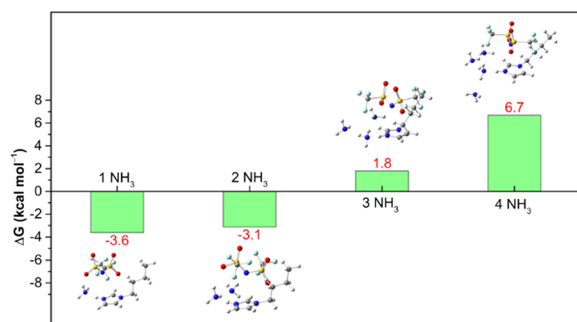 ΔG (kcal mol⁻¹)
8
6
4
2
0
-2
-4
-6
-8
1 NH₃
2 NH₃
3 NH₃
4 NH₃
-3.6
-3.1
1.8
6.7